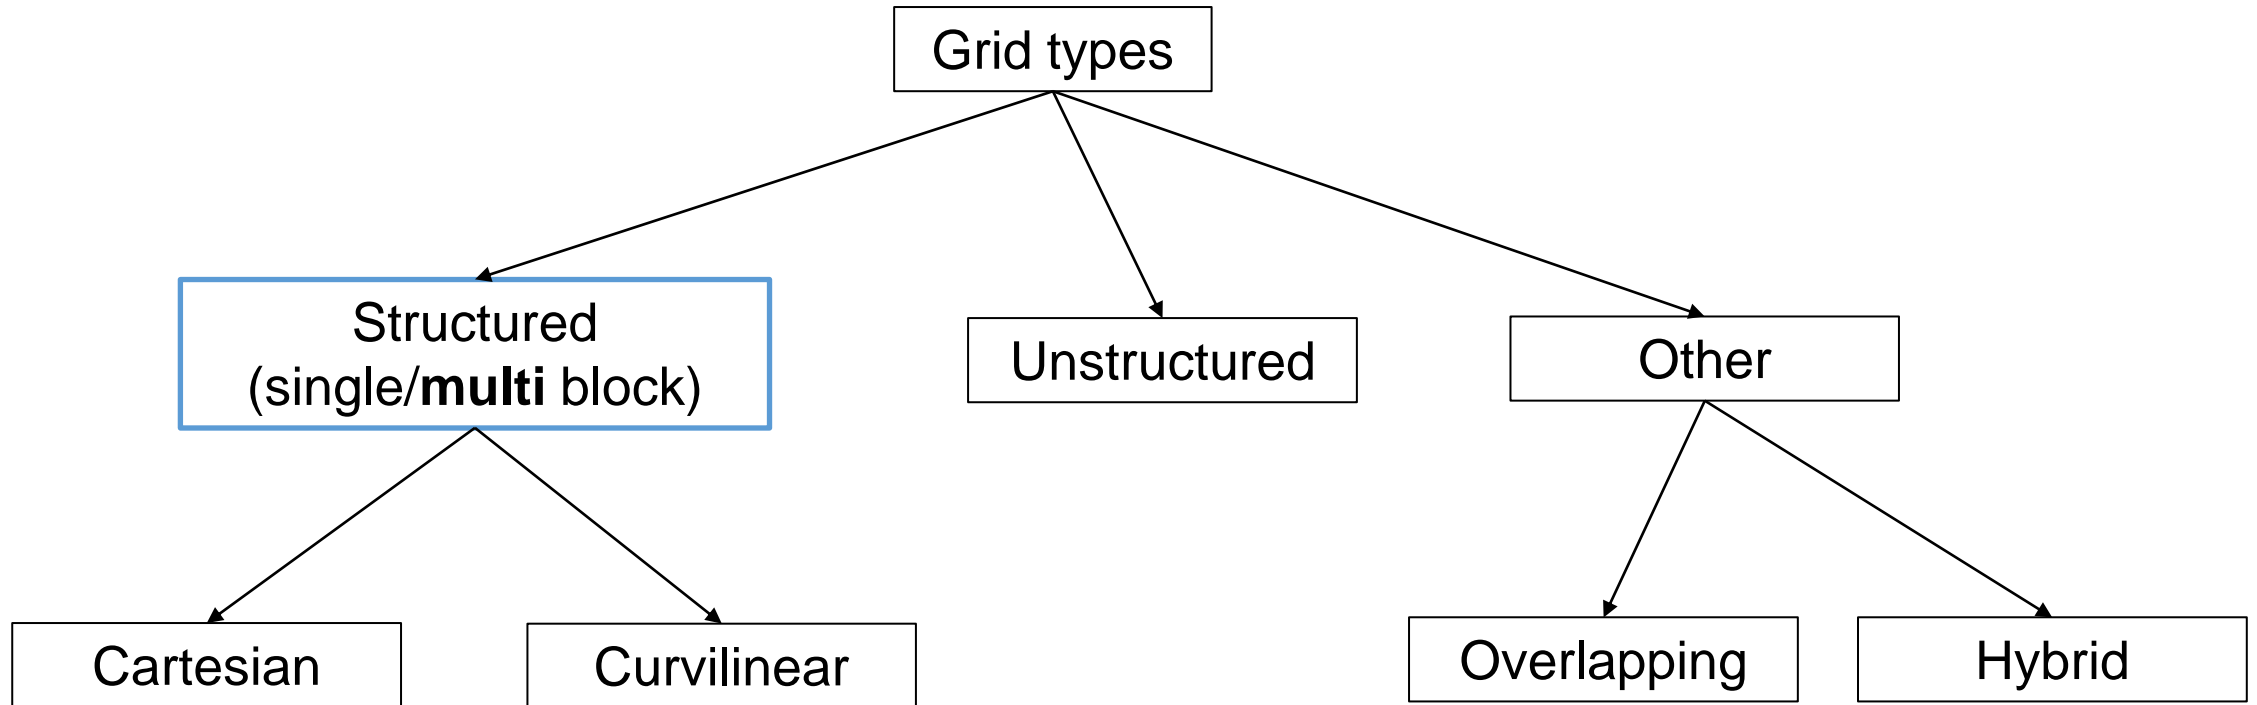 Grid types
Structured
(single/multi block)
Unstructured
Other
Cartesian
Curvilinear
Overlapping
Hybrid